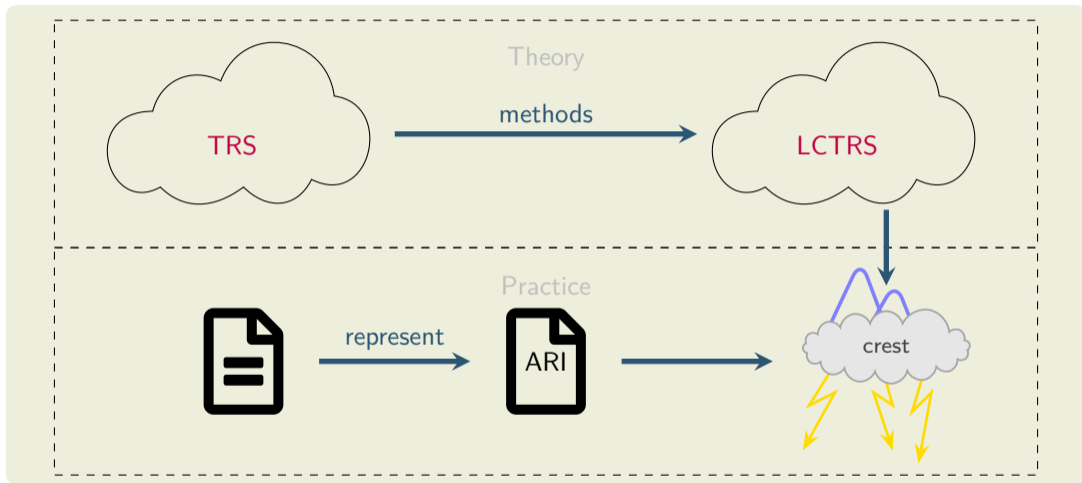 Theory
methods
TRS
LCTRS
Practice
represent
ARI
crest